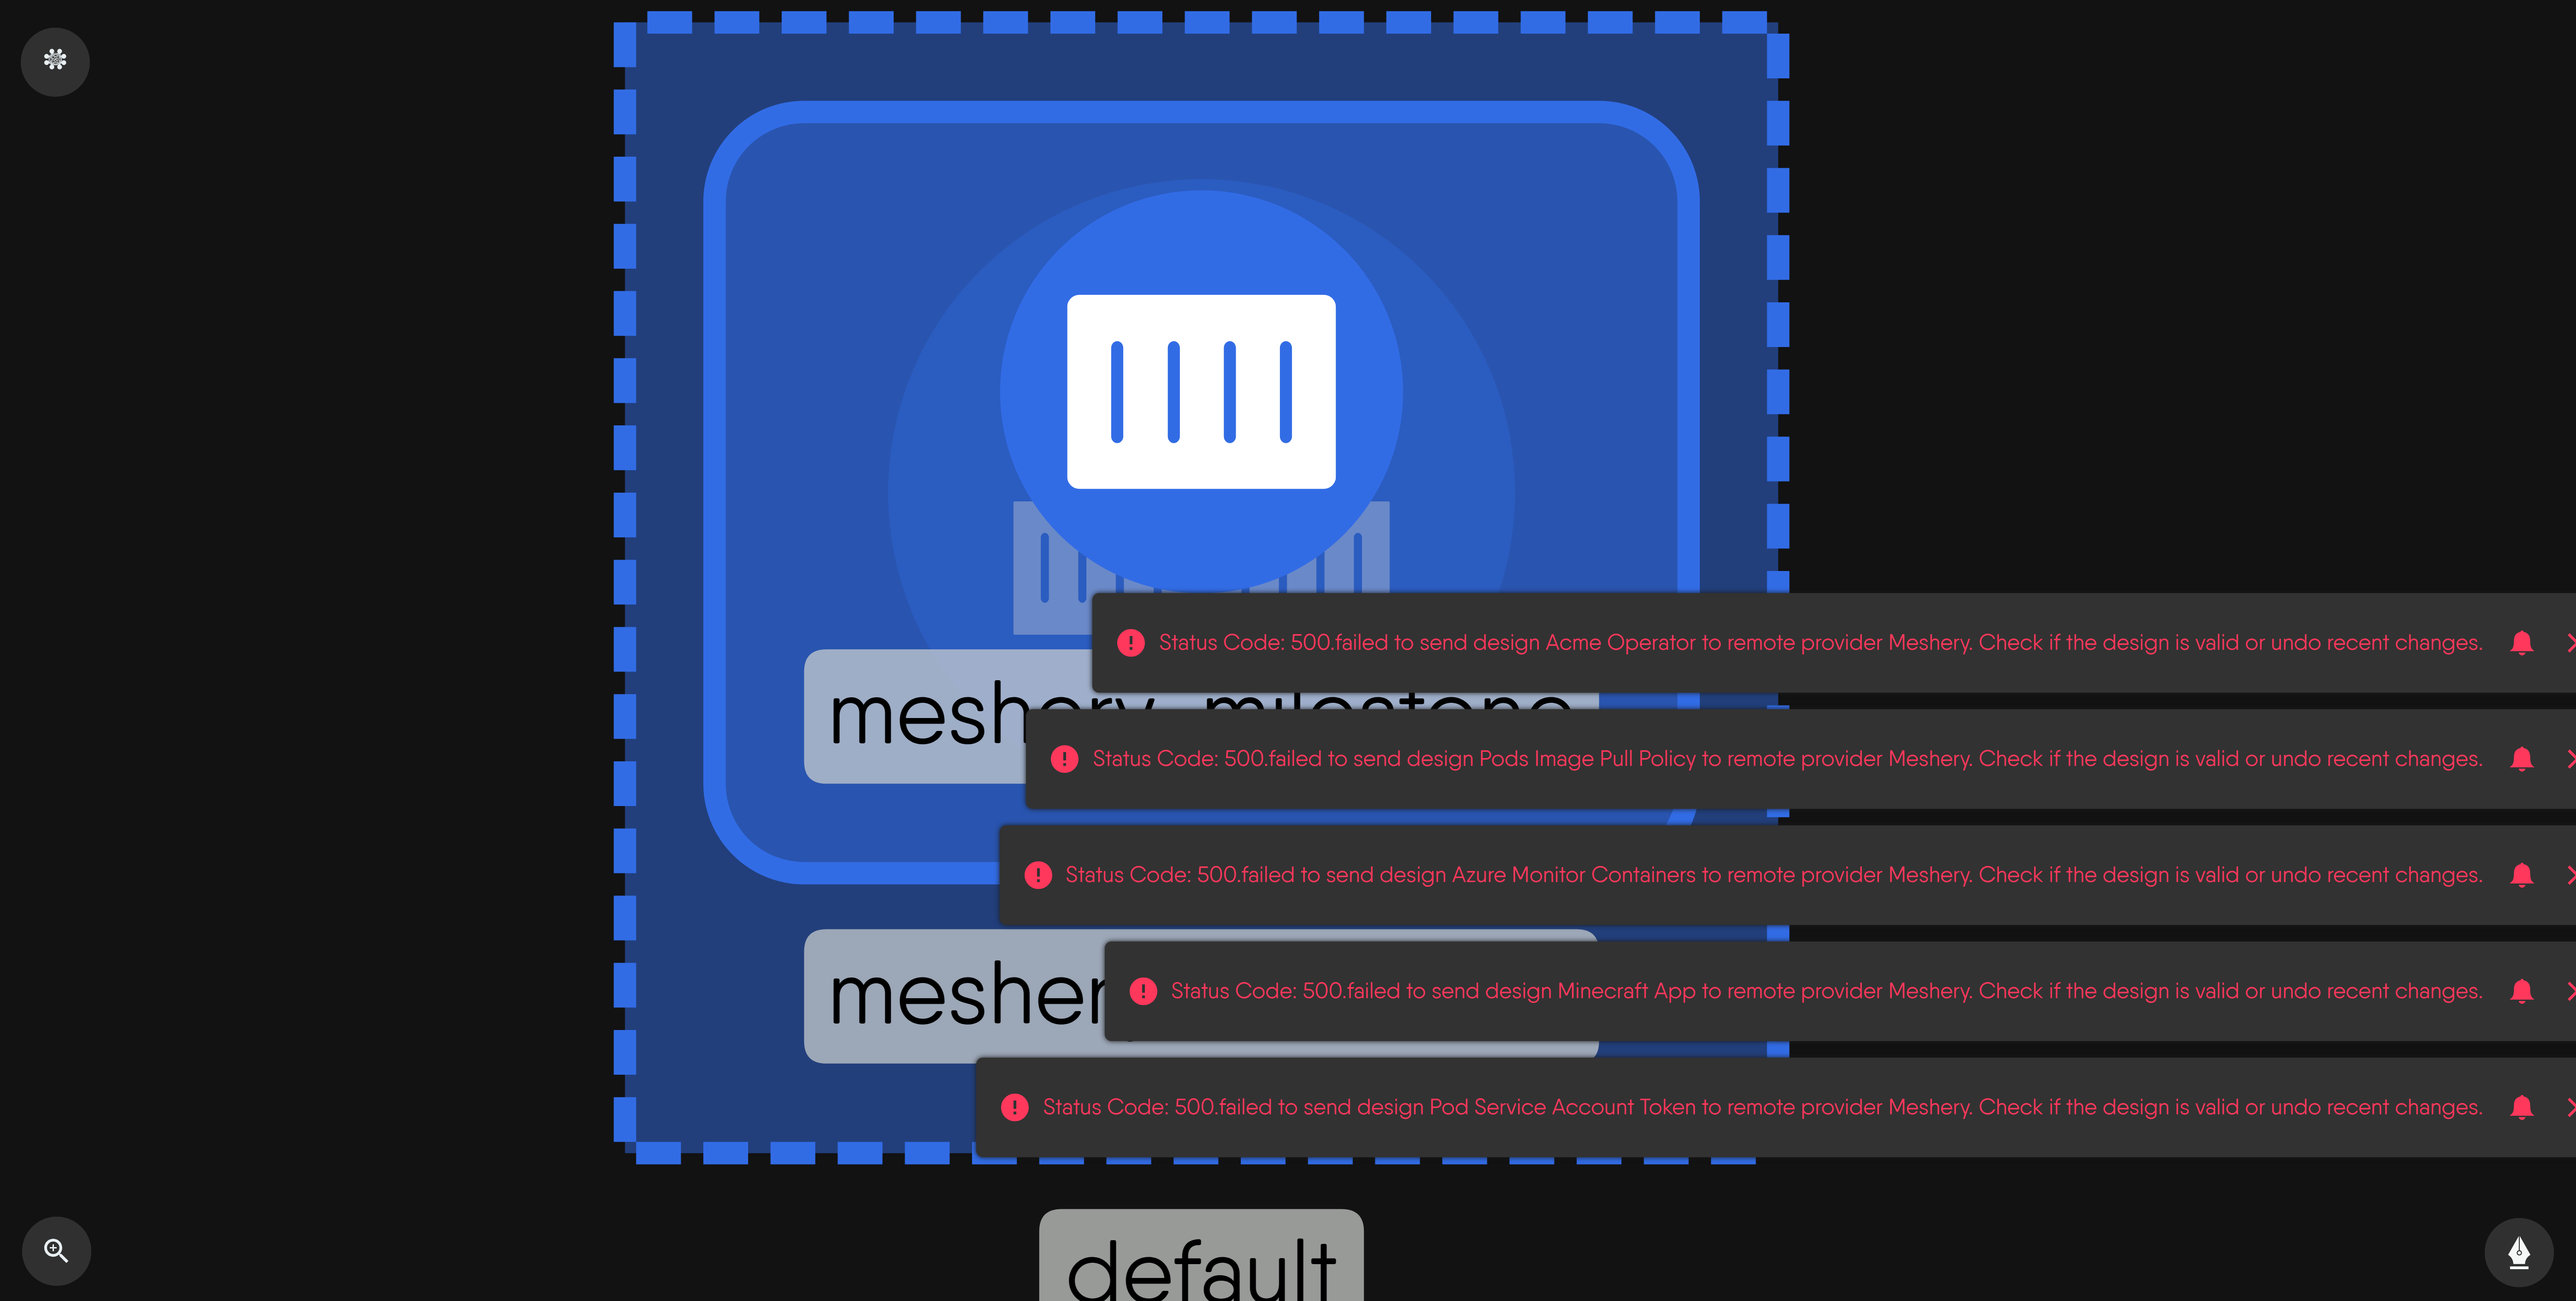 Status Code: 500.failed to send design Acme Operator to remote provider Meshery. Check if the design is valid or undo recent changes.
meshery-milestone
Status Code: 500.failed to send design Pods Image Pull Policy to remote provider Meshery. Check if the design is valid or undo recent changes.
Status Code: 500.failed to send design Azure Monitor Containers to remote provider Meshery. Check if the design is valid or undo recent changes.
Status Code: 500.failed to send design Minecraft App to remote provider Meshery. Check if the design is valid or undo recent changes.
Status Code: 500.failed to send design Pod Service Account Token to remote provider Meshery. Check if the design is valid or undo recent changes.
default